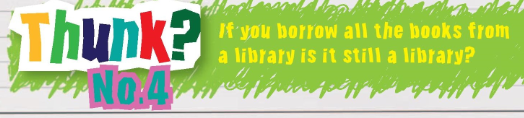 Thunk?
No.4
If you borrow all the books from
a library is it still a library?